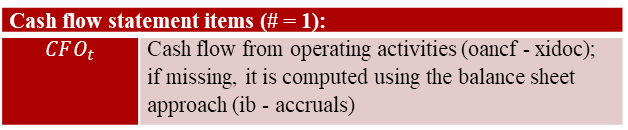 Cash flow statement items (# = 1):
CFOₜ Cash flow from operating activities (oancf - xidoc);
if missing, it is computed using the balance sheet
approach (ib - accruals)